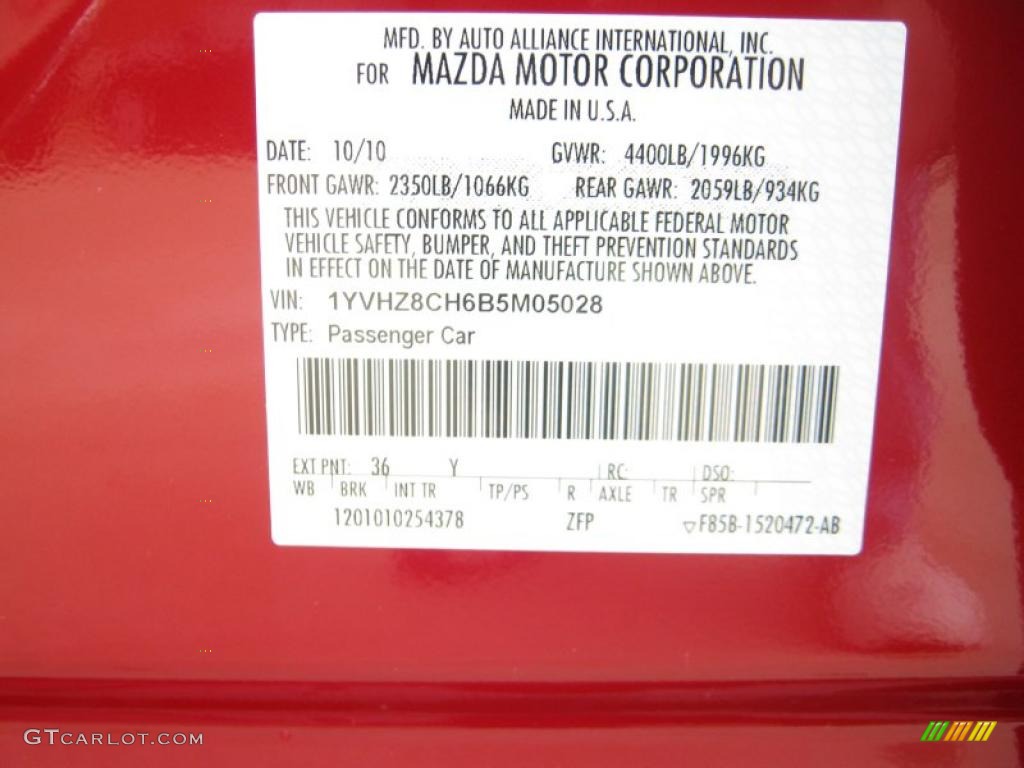 MFD. BY AUTO ALLIANCE INTERNATIONAL, INC.
FOR MAZDA MOTOR CORPORATION
MADE IN U.S.A.
DATE: 10/10 GVWR: 4400LB/1996KG
FRONT GAWR: 2350LB/1066KG REAR GAWR: 2059LB/934KG
THIS VEHICLE CONFORMS TO ALL APPLICABLE FEDERAL MOTOR
VEHICLE SAFETY, BUMPER, AND THEFT PREVENTION STANDARDS
IN EFFECT ON THE DATE OF MANUFACTURE SHOWN ABOVE.
VIN: 1YVHZ8CH6B5M05028
TYPE: Passenger Car
EXT PNT: 36 Y RC: DSO:
WB BRK INT TR TP/PS R AXLE TR SPR
1201010254378 ZFP F85B-1520472-AB
GTCARLOT.COM